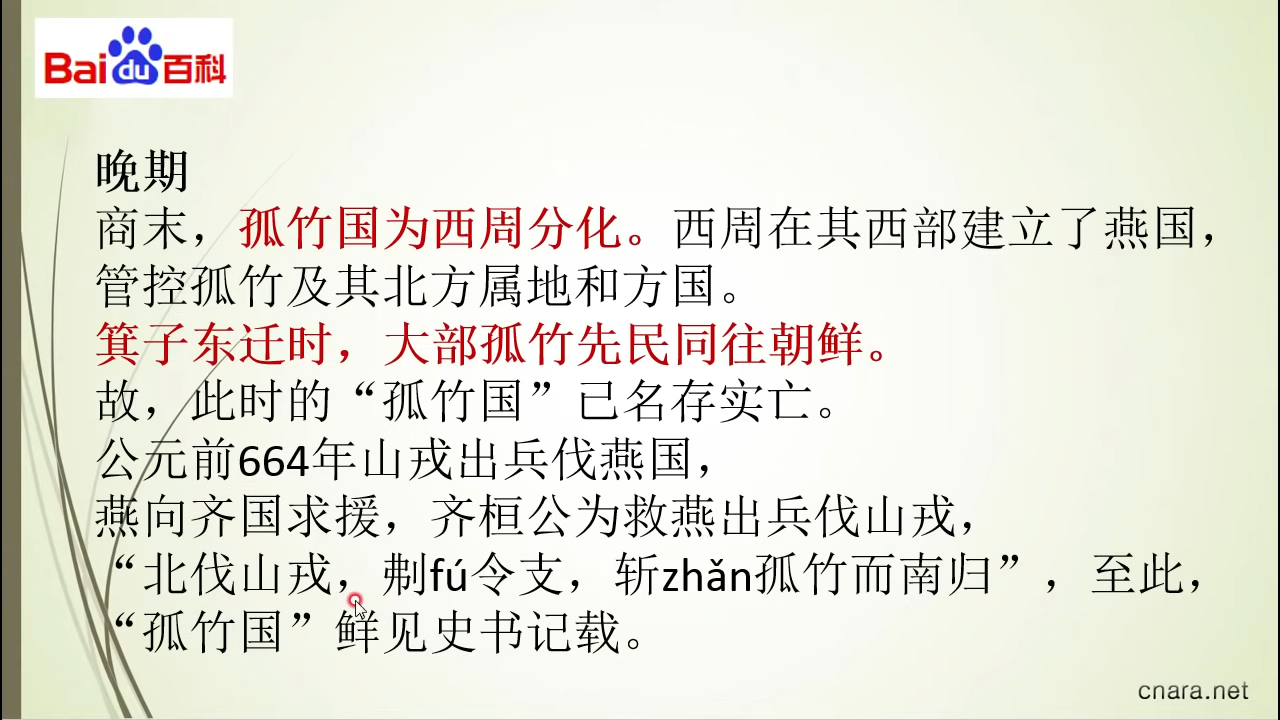 Bai du 百科
晚期
商末，孤竹国为西周分化。西周在其西部建立了燕国，
管控孤竹及其北方属地和方国。
箕子东迁时，大部孤竹先民同往朝鲜。
故，此时的“孤竹国”已名存实亡。
公元前664年山戎出兵伐燕国，
燕向齐国求援，齐桓公为救燕出兵伐山戎，
“北伐山戎，刜fú令支，斩zhǎn孤竹而南归”，至此，
“孤竹国”鲜见史书记载。
cnara.net